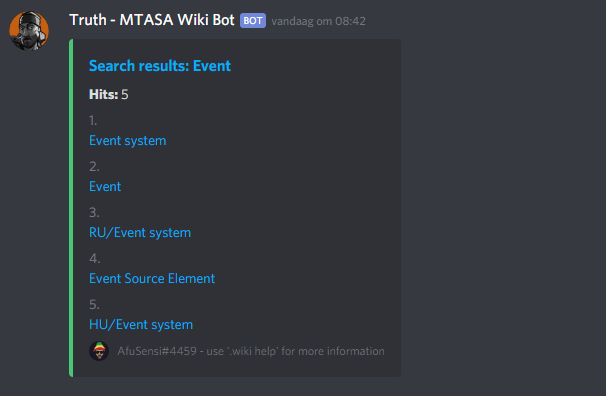 Truth - MTASA Wiki Bot BOT vandaag om 08:42
Search results: Event
Hits: 5
1.
Event system
2.
Event
3.
RU/Event system
4.
Event Source Element
5.
HU/Event system
AfuSensi#4459 - use '.wiki help' for more information